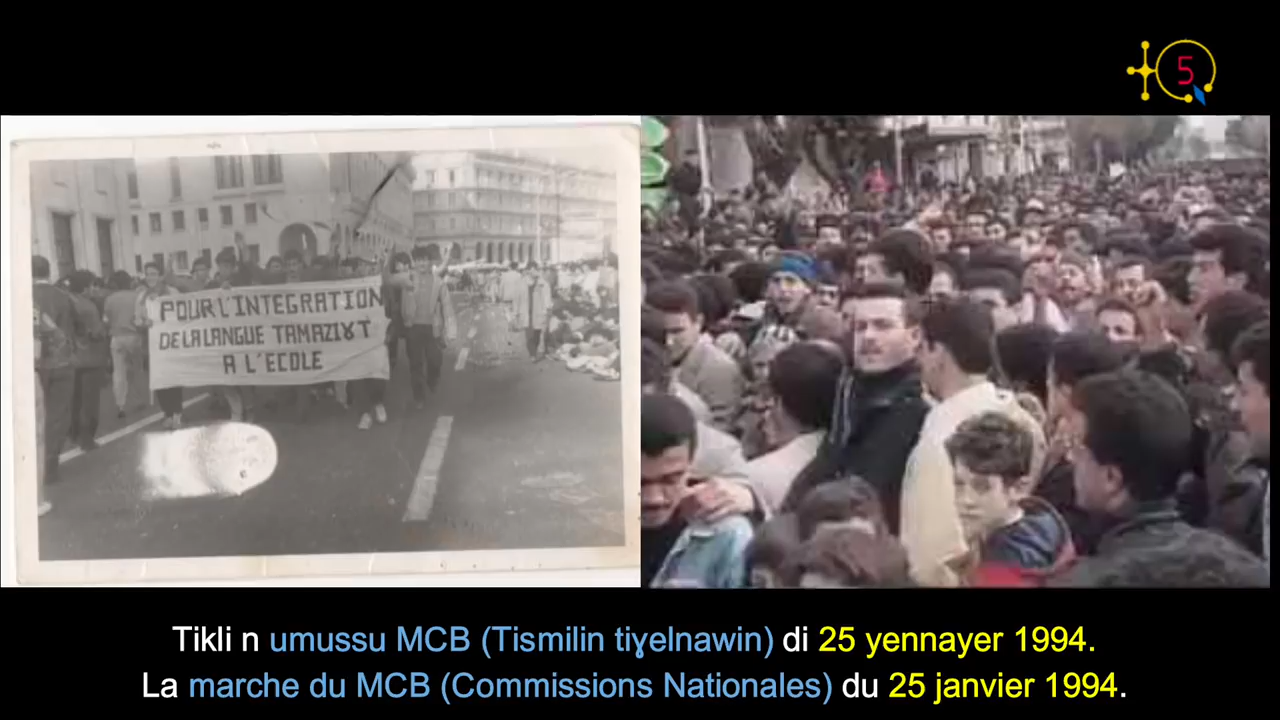 5
POUR L'INTEGRATION
DE LA LANGUE TAMAZIƔT
A L'ECOLE
Tikli n umussu MCB (Tismilin tiɣelnawin) di 25 yennayer 1994.
La marche du MCB (Commissions Nationales) du 25 janvier 1994.